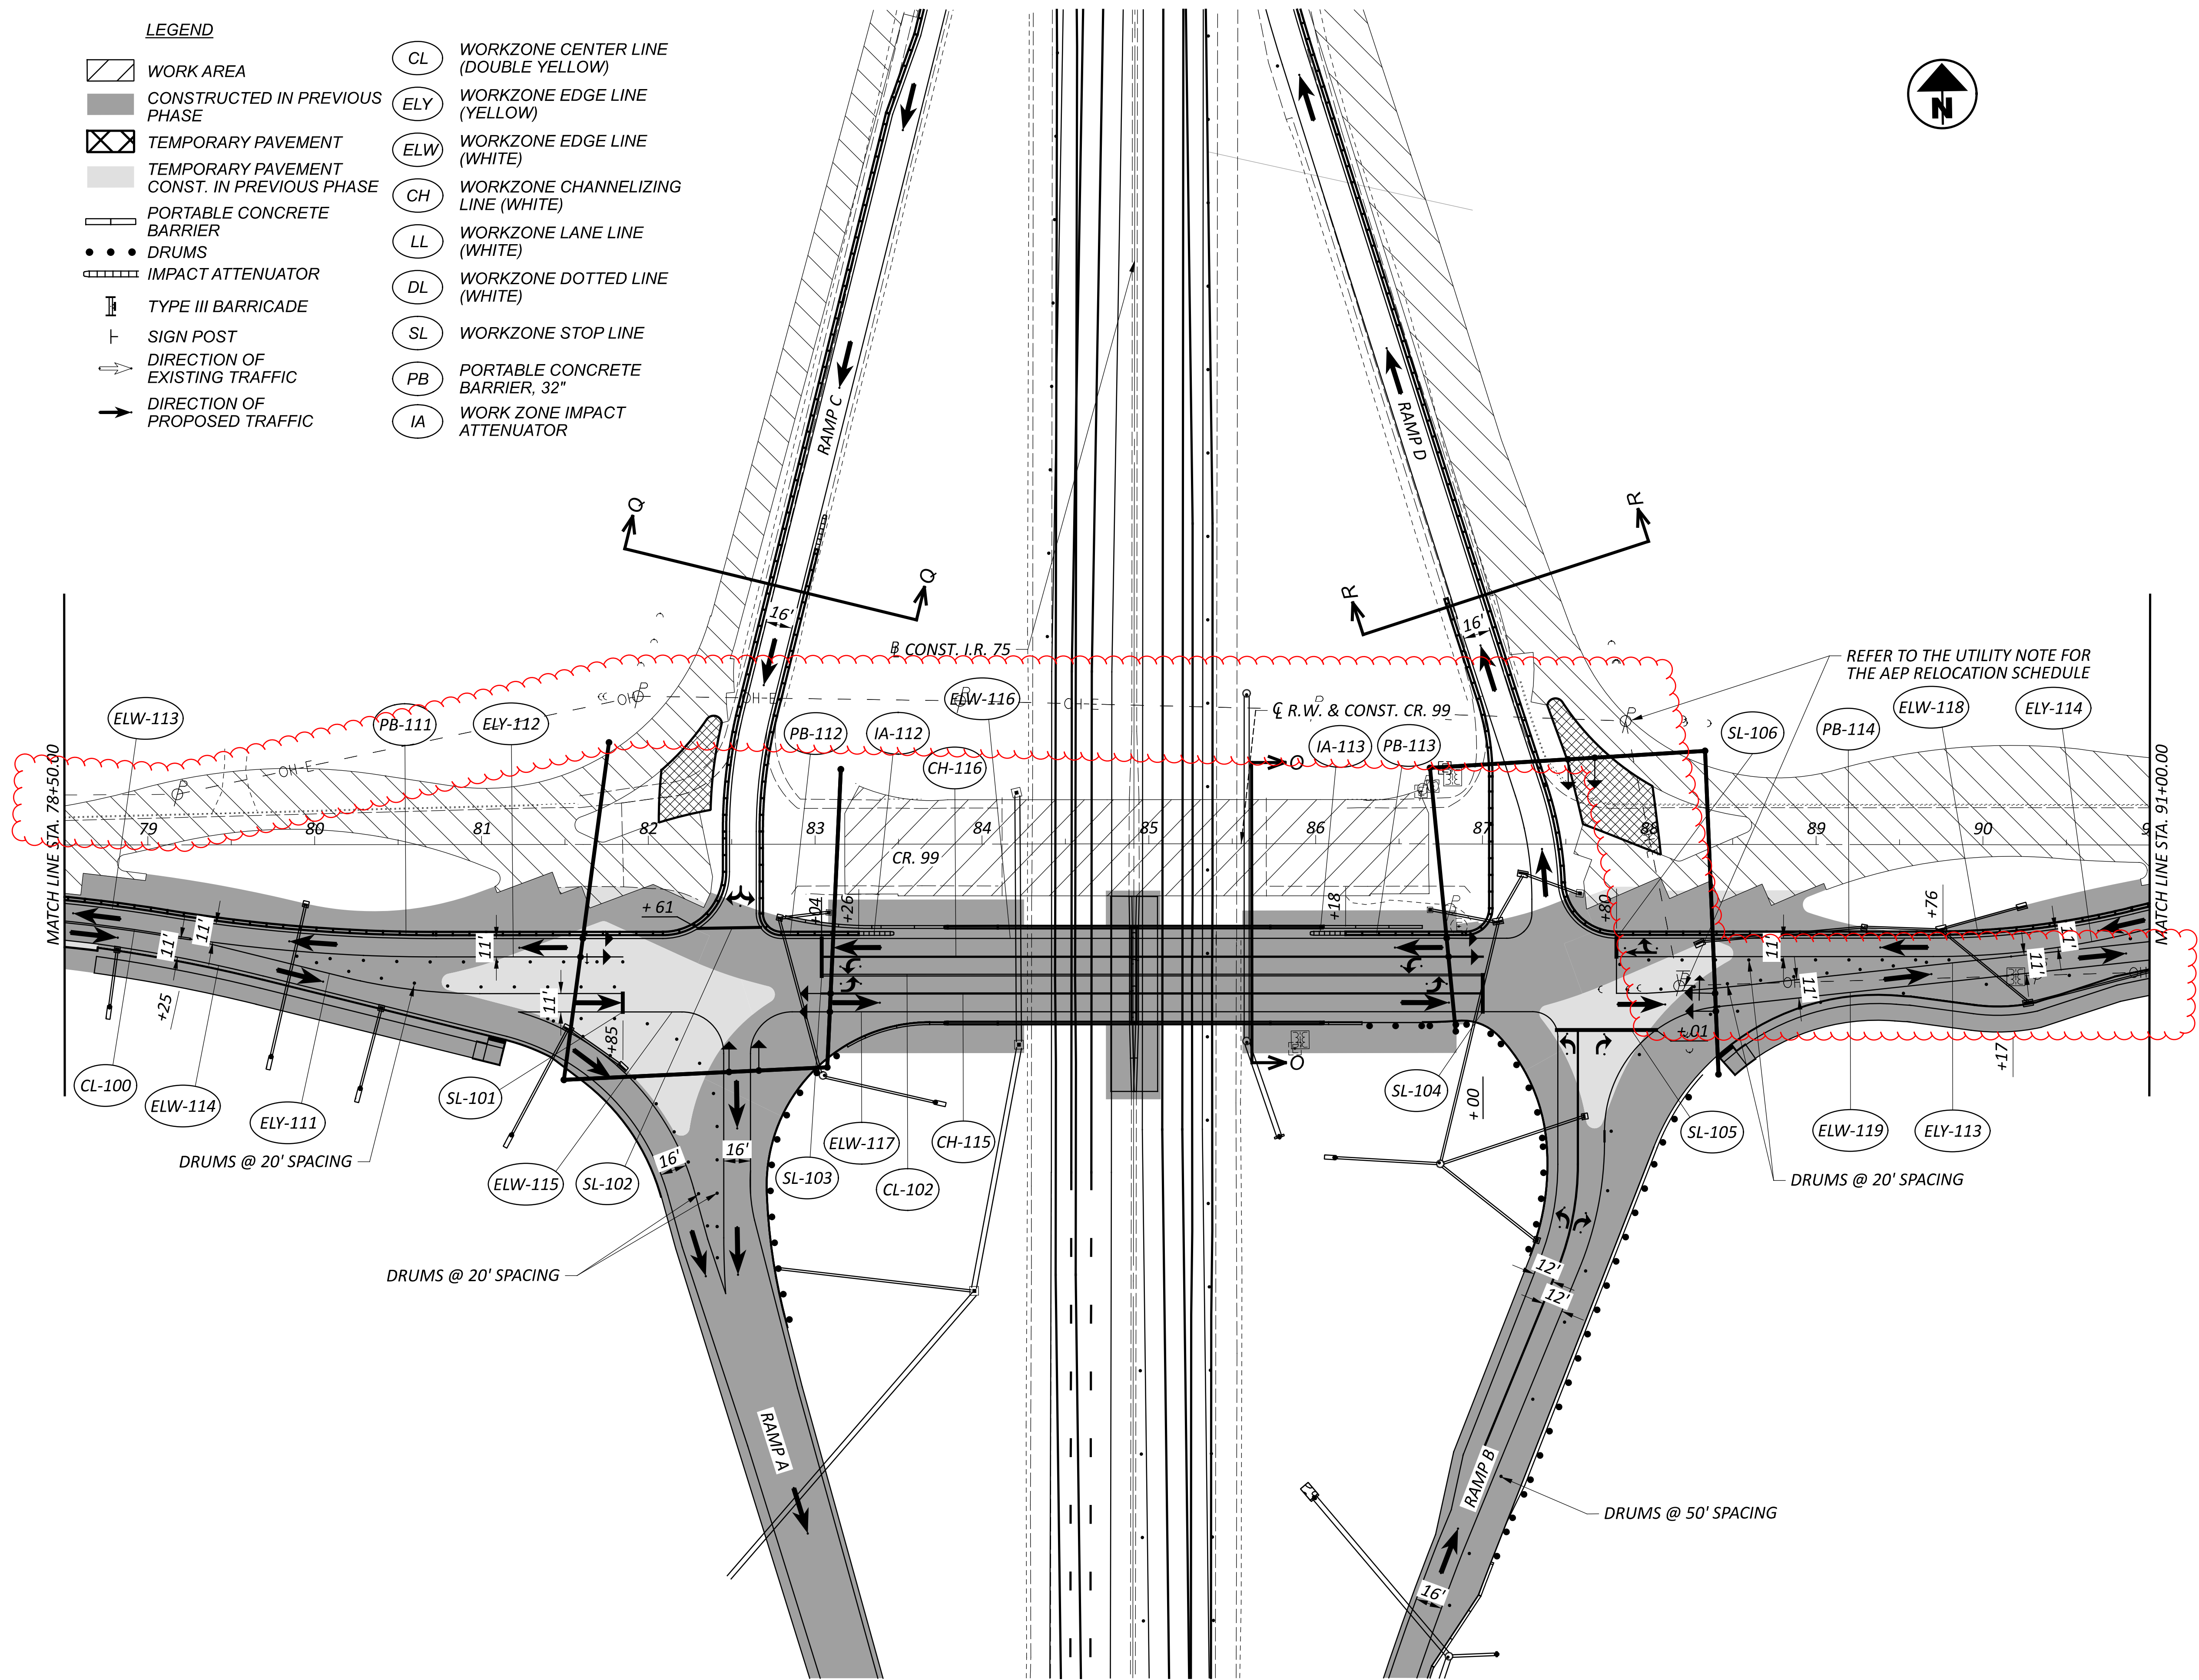 LEGEND
WORK AREA
CONSTRUCTED IN PREVIOUS
PHASE
TEMPORARY PAVEMENT
TEMPORARY PAVEMENT
CONST. IN PREVIOUS PHASE
PORTABLE CONCRETE
BARRIER
DRUMS
IMPACT ATTENUATOR
TYPE III BARRICADE
SIGN POST
DIRECTION OF
EXISTING TRAFFIC
DIRECTION OF
PROPOSED TRAFFIC
CL WORKZONE CENTER LINE
(DOUBLE YELLOW)
ELY WORKZONE EDGE LINE
(YELLOW)
ELW WORKZONE EDGE LINE
(WHITE)
CH WORKZONE CHANNELIZING
LINE (WHITE)
LL WORKZONE LANE LINE
(WHITE)
DL WORKZONE DOTTED LINE
(WHITE)
SL WORKZONE STOP LINE
PB PORTABLE CONCRETE
BARRIER, 32"
IA WORK ZONE IMPACT
ATTENUATOR
N
RAMP C
RAMP D
Q
Q
R
R
16'
16'
℄ CONST. I.R. 75
REFER TO THE UTILITY NOTE FOR
THE AEP RELOCATION SCHEDULE
OH-E
OH-E
OH-E
ELW-113
PB-111
ELY-112
PB-112
IA-112
ELW-116
CH-116
℄ R.W. & CONST. CR. 99
IA-113
PB-113
SL-106
PB-114
ELW-118
ELY-114
O
MATCH LINE STA. 78+50.00
MATCH LINE STA. 91+00.00
79
80
81
82
83
84
85
86
87
88
89
90
9
CR. 99
+ 61
+04
+26
+18
+80
+76
11'
11'
11'
11'
11'
11'
11'
11'
+25
+85
+01
+17
+ 00
OH
OH
O
CL-100
ELW-114
ELY-111
SL-101
ELW-115
SL-102
SL-103
ELW-117
CL-102
CH-115
SL-104
SL-105
ELW-119
ELY-113
DRUMS @ 20' SPACING
DRUMS @ 20' SPACING
16'
16'
DRUMS @ 20' SPACING
12'
12'
RAMP A
RAMP B
DRUMS @ 50' SPACING
16'